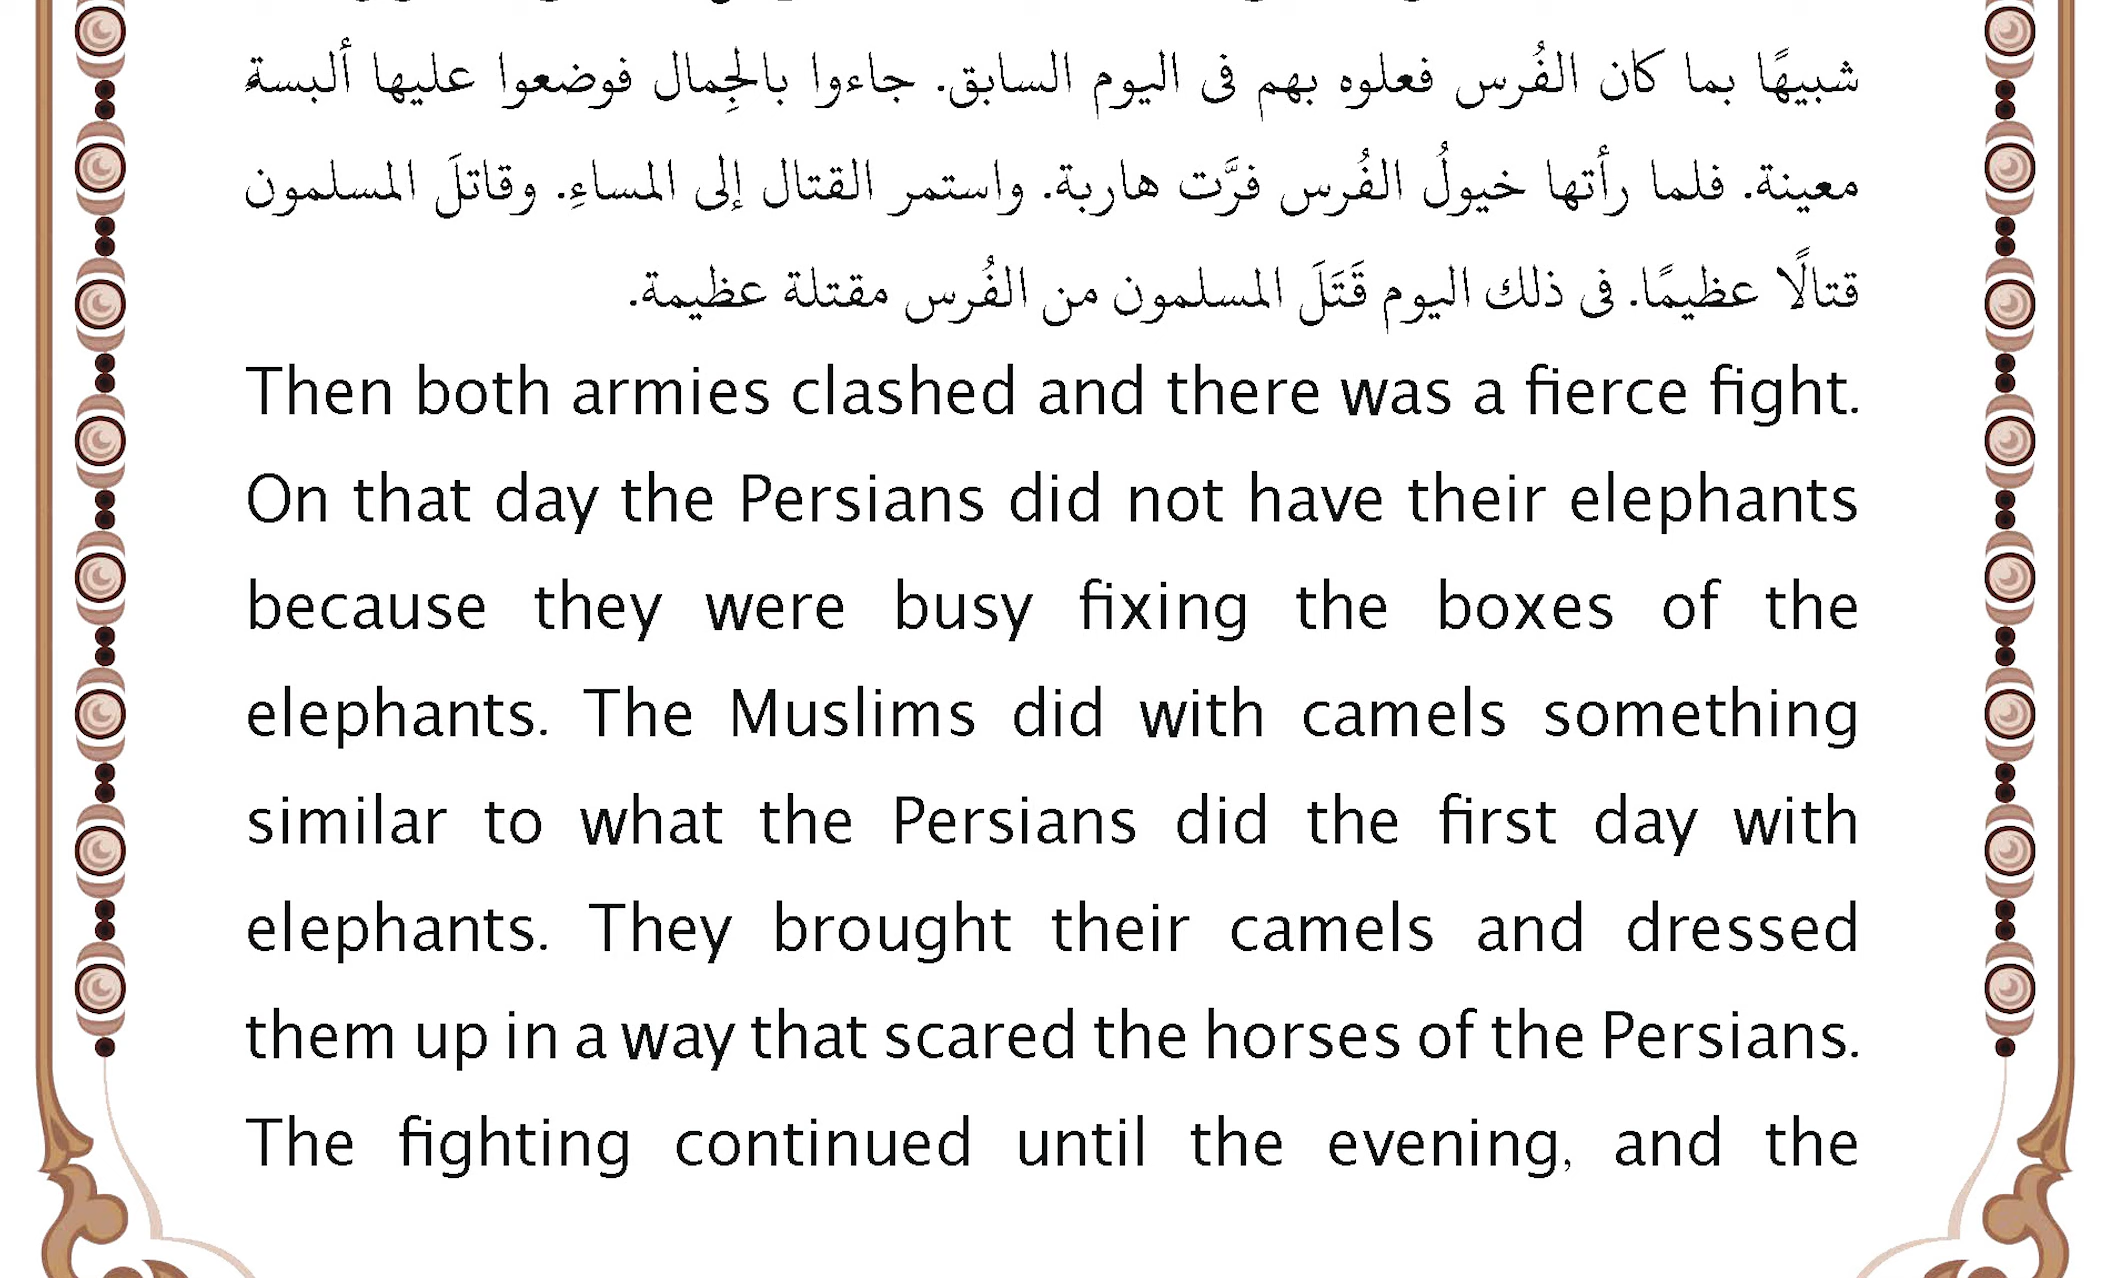 شبيهًا بما كان الفُرس فعلوه بهم فى اليوم السابق. جاءوا بالجِمال فوضعوا عليها ألبسة
معينة. فلما رأتها خيولُ الفُرس فرَّت هاربة. واستمر القتال إلى المساءِ. وقاتلَ المسلمون
قتالًا عظيمًا. فى ذلك اليوم قَتَلَ المسلمون من الفُرس مقتلة عظيمة.
Then both armies clashed and there was a fierce fight.
On that day the Persians did not have their elephants
because they were busy fixing the boxes of the
elephants. The Muslims did with camels something
similar to what the Persians did the first day with
elephants. They brought their camels and dressed
them up in a way that scared the horses of the Persians.
The fighting continued until the evening, and the